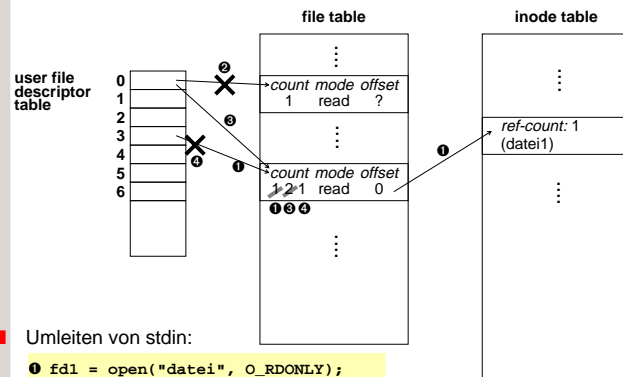 file table
inode table
user file
descriptor
table
0
1
2
3
4
5
6
❷
❸
❹
❶
count mode offset
1 read ?
count mode offset
1 2 1 read 0
❶❸❹
❶
ref-count: 1
(datei1)
Umleiten von stdin:
❶ fd1 = open("datei", O_RDONLY);